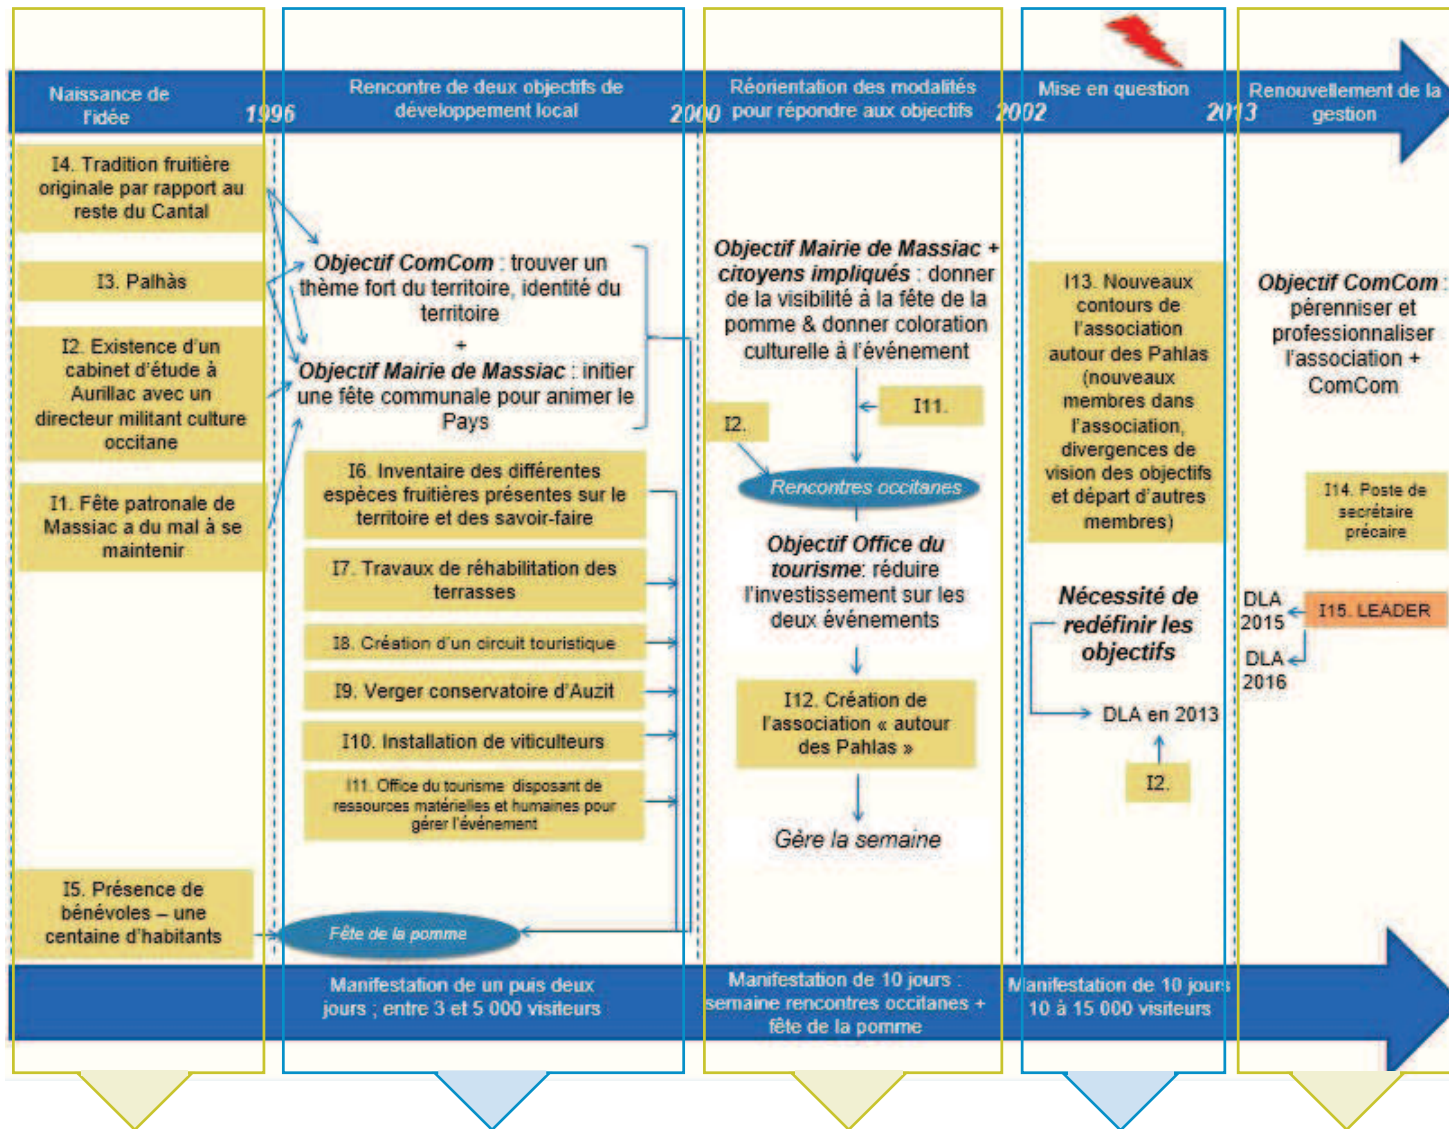 Naissance de
l'idée
1996
Rencontre de deux objectifs de
développement local
2000
Réorientation des modalités
pour répondre aux objectifs
2002
Mise en question
2013
Renouvellement de la
gestion
I4. Tradition fruitière
originale par rapport au
reste du Cantal
I3. Palhàs
I2. Existence d'un
cabinet d'étude à
Aurillac avec un
directeur militant culture
occitane
I1. Fête patronale de
Massiac a du mal à se
maintenir
I5. Présence de
bénévoles – une
centaine d'habitants
Objectif ComCom : trouver un
thème fort du territoire, identité du
territoire
+
Objectif Mairie de Massiac : initier
une fête communale pour animer le
Pays
I6. Inventaire des différentes
espèces fruitières présentes sur le
territoire et des savoir-faire
I7. Travaux de réhabilitation des
terrasses
I8. Création d'un circuit touristique
I9. Verger conservatoire d'Auzit
I10. Installation de viticulteurs
I11. Office du tourisme disposant de
ressources matérielles et humaines pour
gérer l'événement
Fête de la pomme
Objectif Mairie de Massiac +
citoyens impliqués : donner
de la visibilité à la fête de la
pomme & donner coloration
culturelle à l'événement
I11.
I2.
Rencontres occitanes
Objectif Office du
tourisme: réduire
l'investissement sur les
deux événements
I12. Création de
l'association « autour
des Pahlas »
Gère la semaine
I13. Nouveaux
contours de
l'association
autour des Pahlas
(nouveaux
membres dans
l'association,
divergences de
vision des objectifs
et départ d'autres
membres)
Nécessité de
redéfinir les
objectifs
DLA en 2013
I2.
Objectif ComCom :
pérenniser et
professionnaliser
l'association +
ComCom
I14. Poste de
secrétaire
précaire
DLA
2015
I15. LEADER
DLA
2016
Manifestation de un puis deux
jours ; entre 3 et 5 000 visiteurs
Manifestation de 10 jours :
semaine rencontres occitanes +
fête de la pomme
Manifestation de 10 jours
10 à 15 000 visiteurs